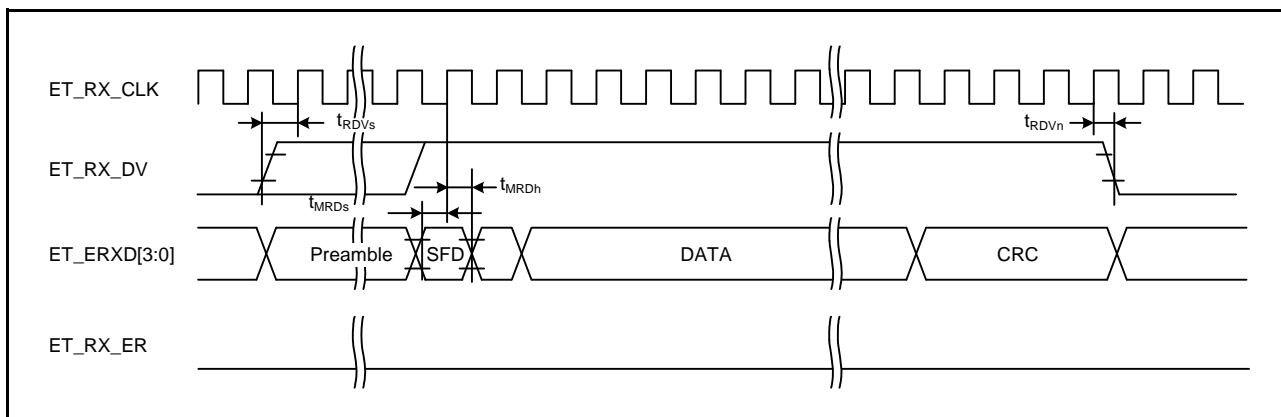 ET_RX_CLK
tRDVs
tRDVn
ET_RX_DV
tMRDs
tMRDh
ET_ERXD[3:0]
Preamble
SFD
DATA
CRC
ET_RX_ER